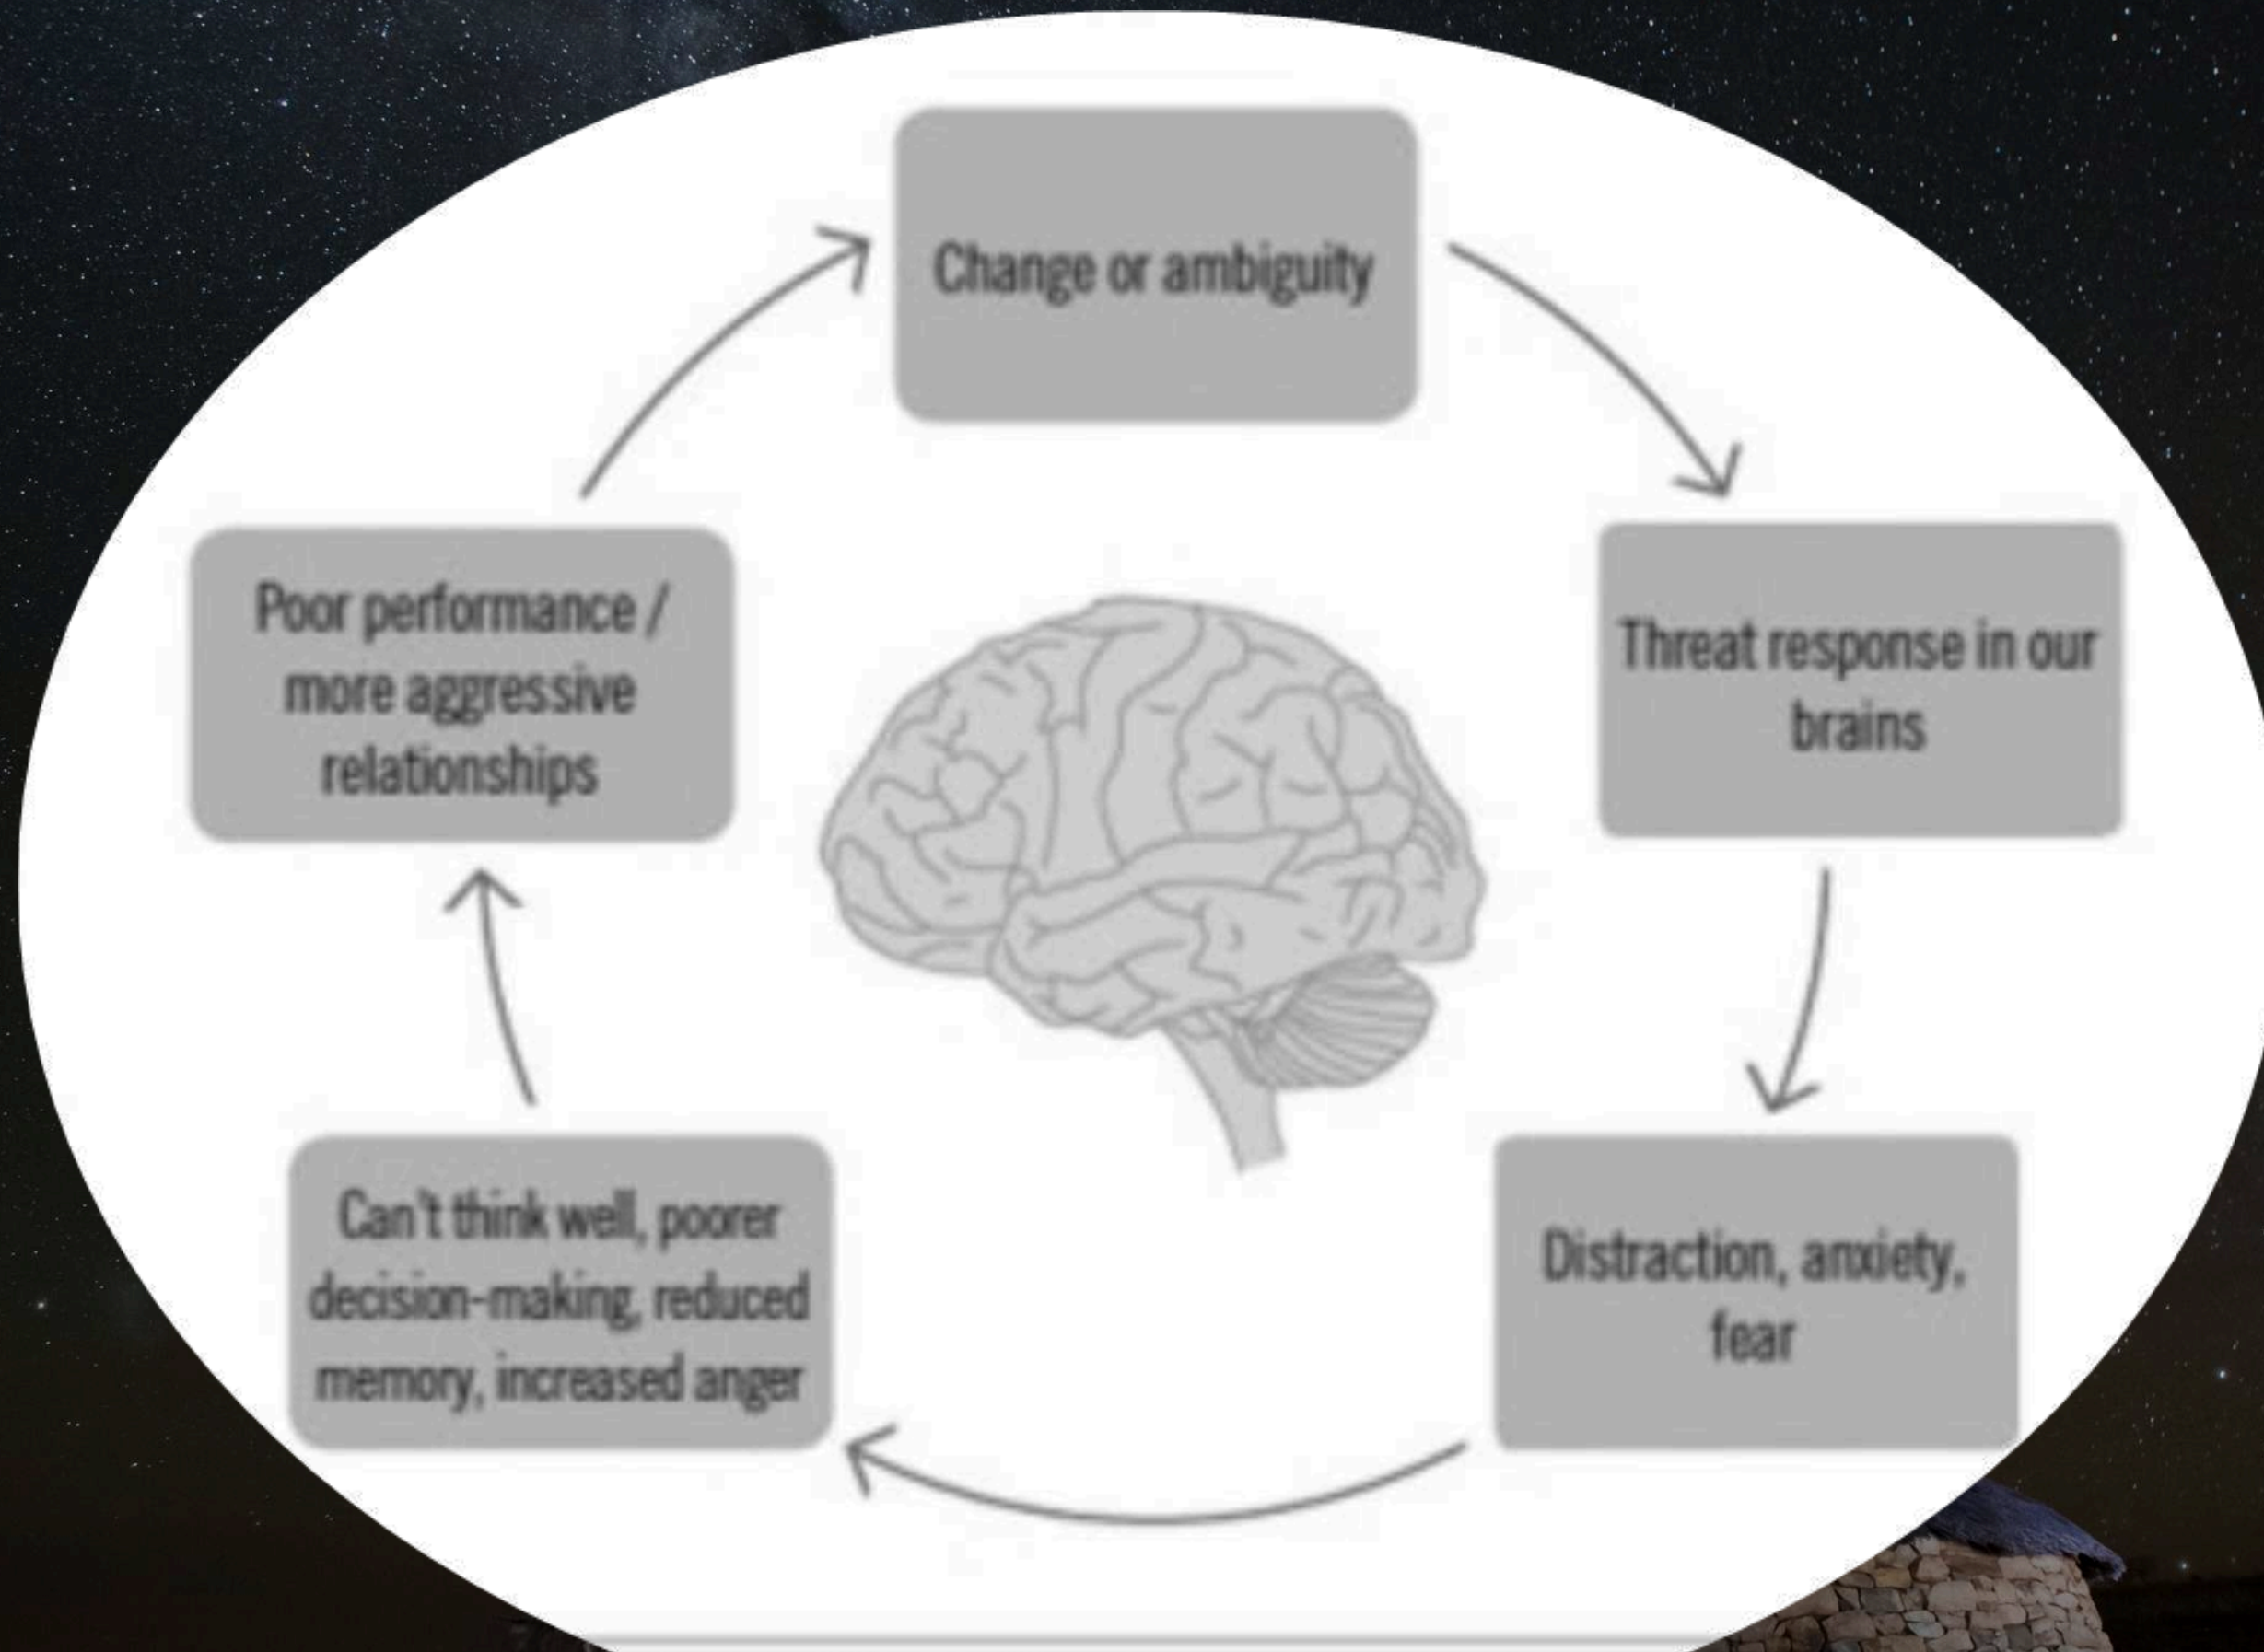 Change or ambiguity
Threat response in our
brains
Distraction, anxiety,
fear
Can't think well, poorer
decision-making, reduced
memory, increased anger
Poor performance /
more aggressive
relationships